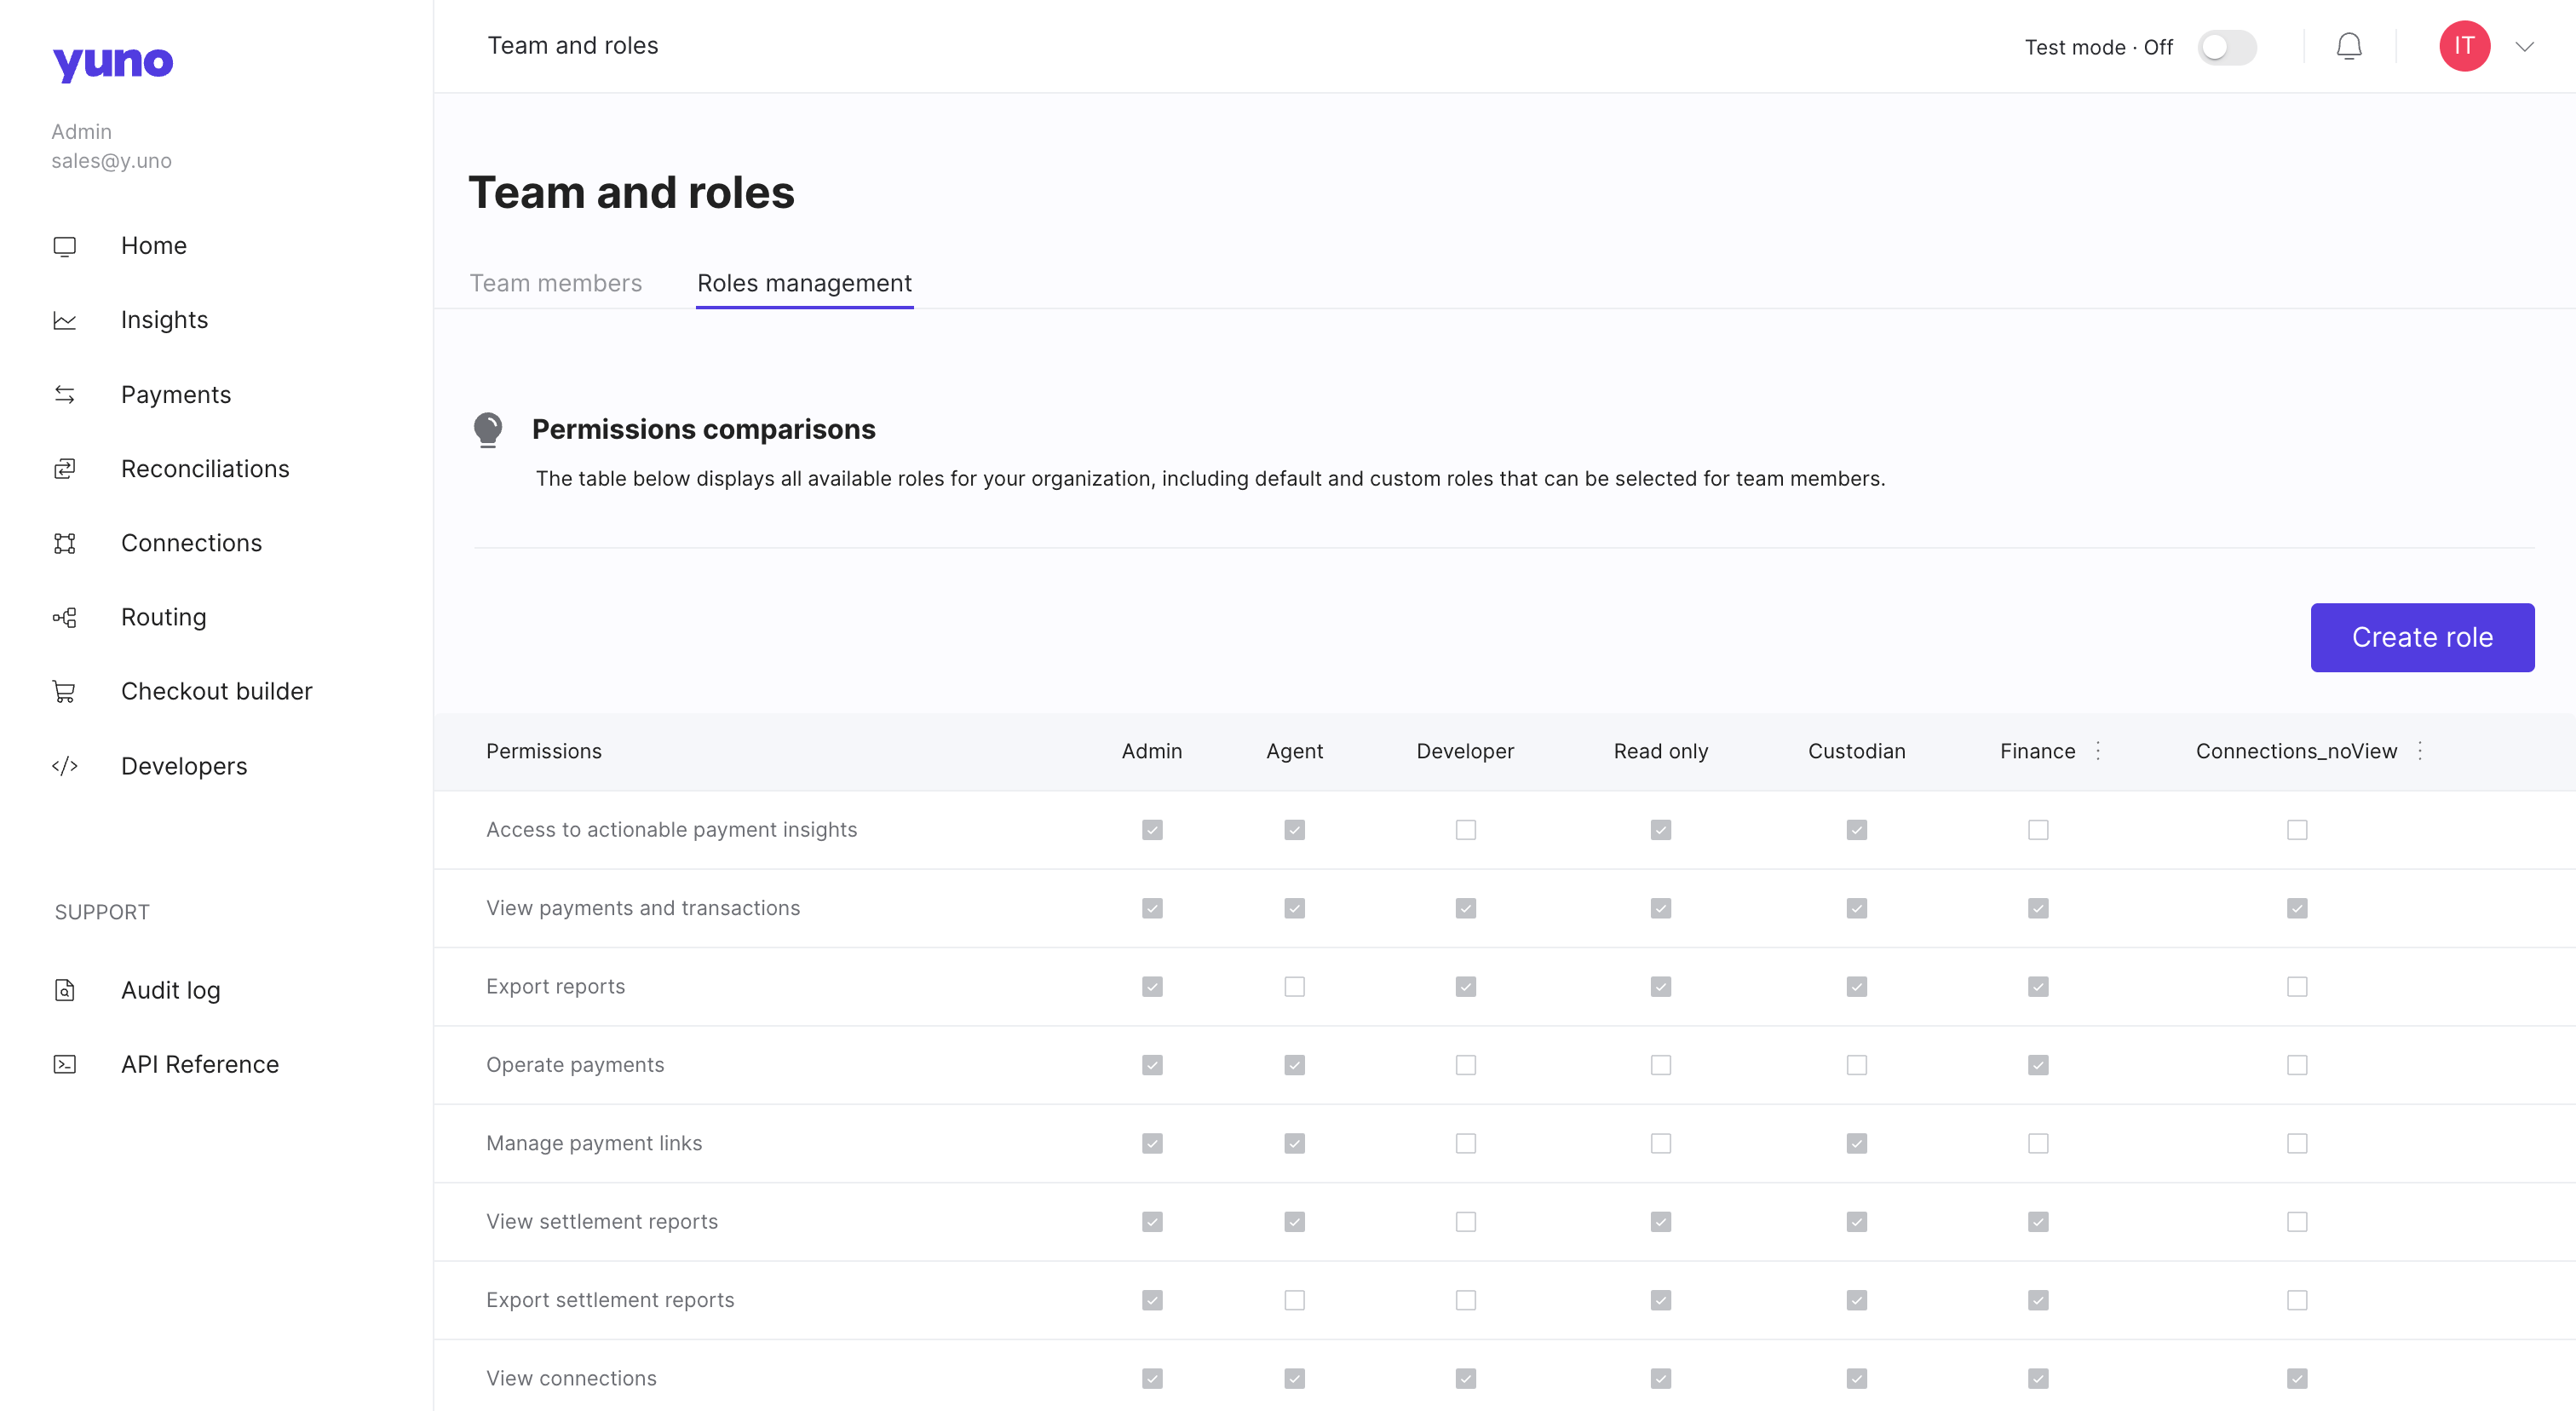 yuno
Admin
sales@y.uno
Home
Insights
Payments
Reconciliations
Connections
Routing
Checkout builder
Developers
SUPPORT
Audit log
API Reference
Team and roles
Test mode · Off
IT
Team and roles
Team members Roles management
Permissions comparisons
The table below displays all available roles for your organization, including default and custom roles that can be selected for team members.
Create role
Permissions Admin Agent Developer Read only Custodian Finance Connections_noView
Access to actionable payment insights
View payments and transactions
Export reports
Operate payments
Manage payment links
View settlement reports
Export settlement reports
View connections